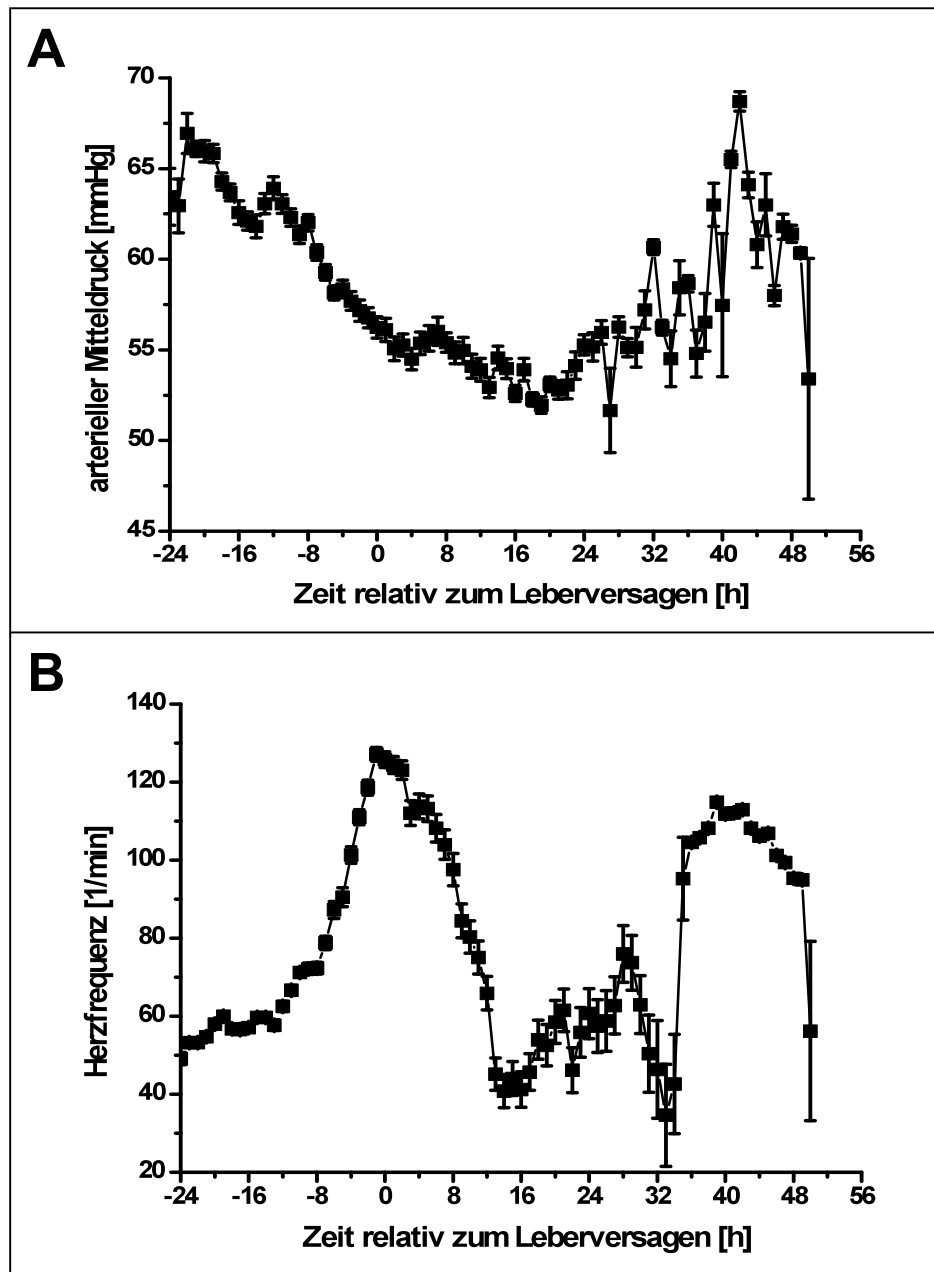 A
arterieller Mitteldruck [mmHg]
70
65
60
55
50
45
-24 -16 -8 0 8 16 24 32 40 48 56
Zeit relativ zum Leberversagen [h]
B
Herzfrequenz [1/min]
140
120
100
80
60
40
20
-24 -16 -8 0 8 16 24 32 40 48 56
Zeit relativ zum Leberversagen [h]